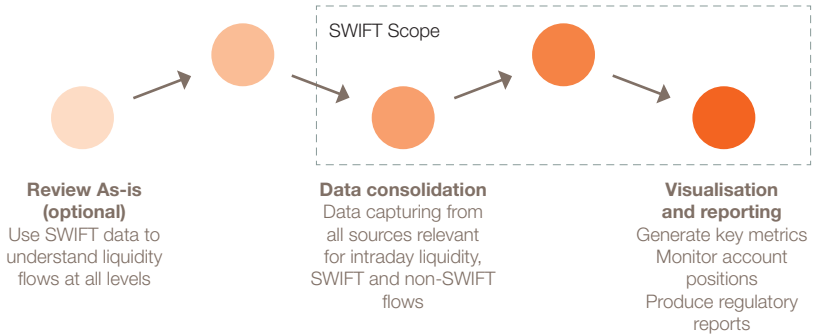 SWIFT Scope
Review As-is
(optional)
Use SWIFT data to
understand liquidity
flows at all levels
Data consolidation
Data capturing from
all sources relevant
for intraday liquidity,
SWIFT and non-SWIFT
flows
Visualisation
and reporting
Generate key metrics
Monitor account
positions
Produce regulatory
reports